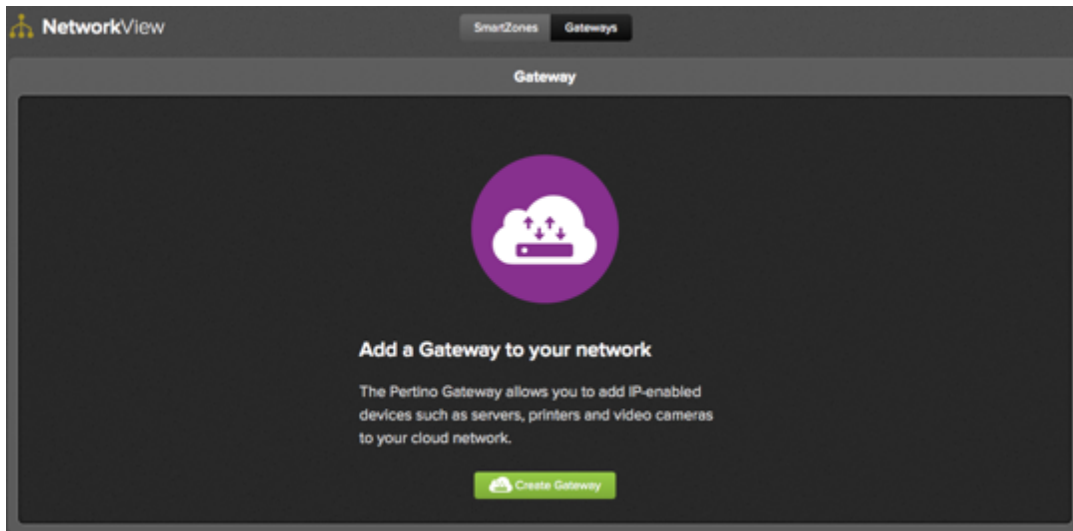 NetworkView
SmartZones Gateways
Gateway
Add a Gateway to your network
The Pertino Gateway allows you to add IP-enabled
devices such as servers, printers and video cameras
to your cloud network.
Create Gateway